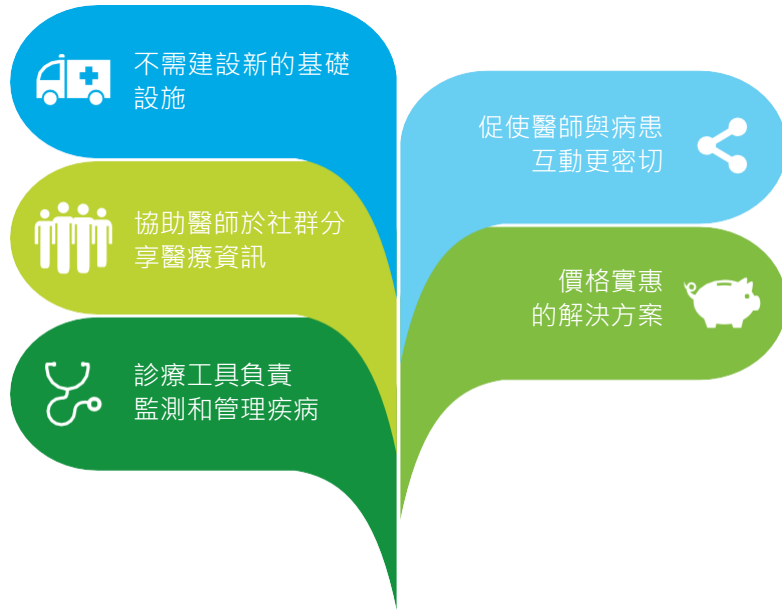 不需建設新的基礎
設施
協助醫師於社群分
享醫療資訊
診療工具負責
監測和管理疾病
促使醫師與病患
互動更密切
價格實惠
的解決方案